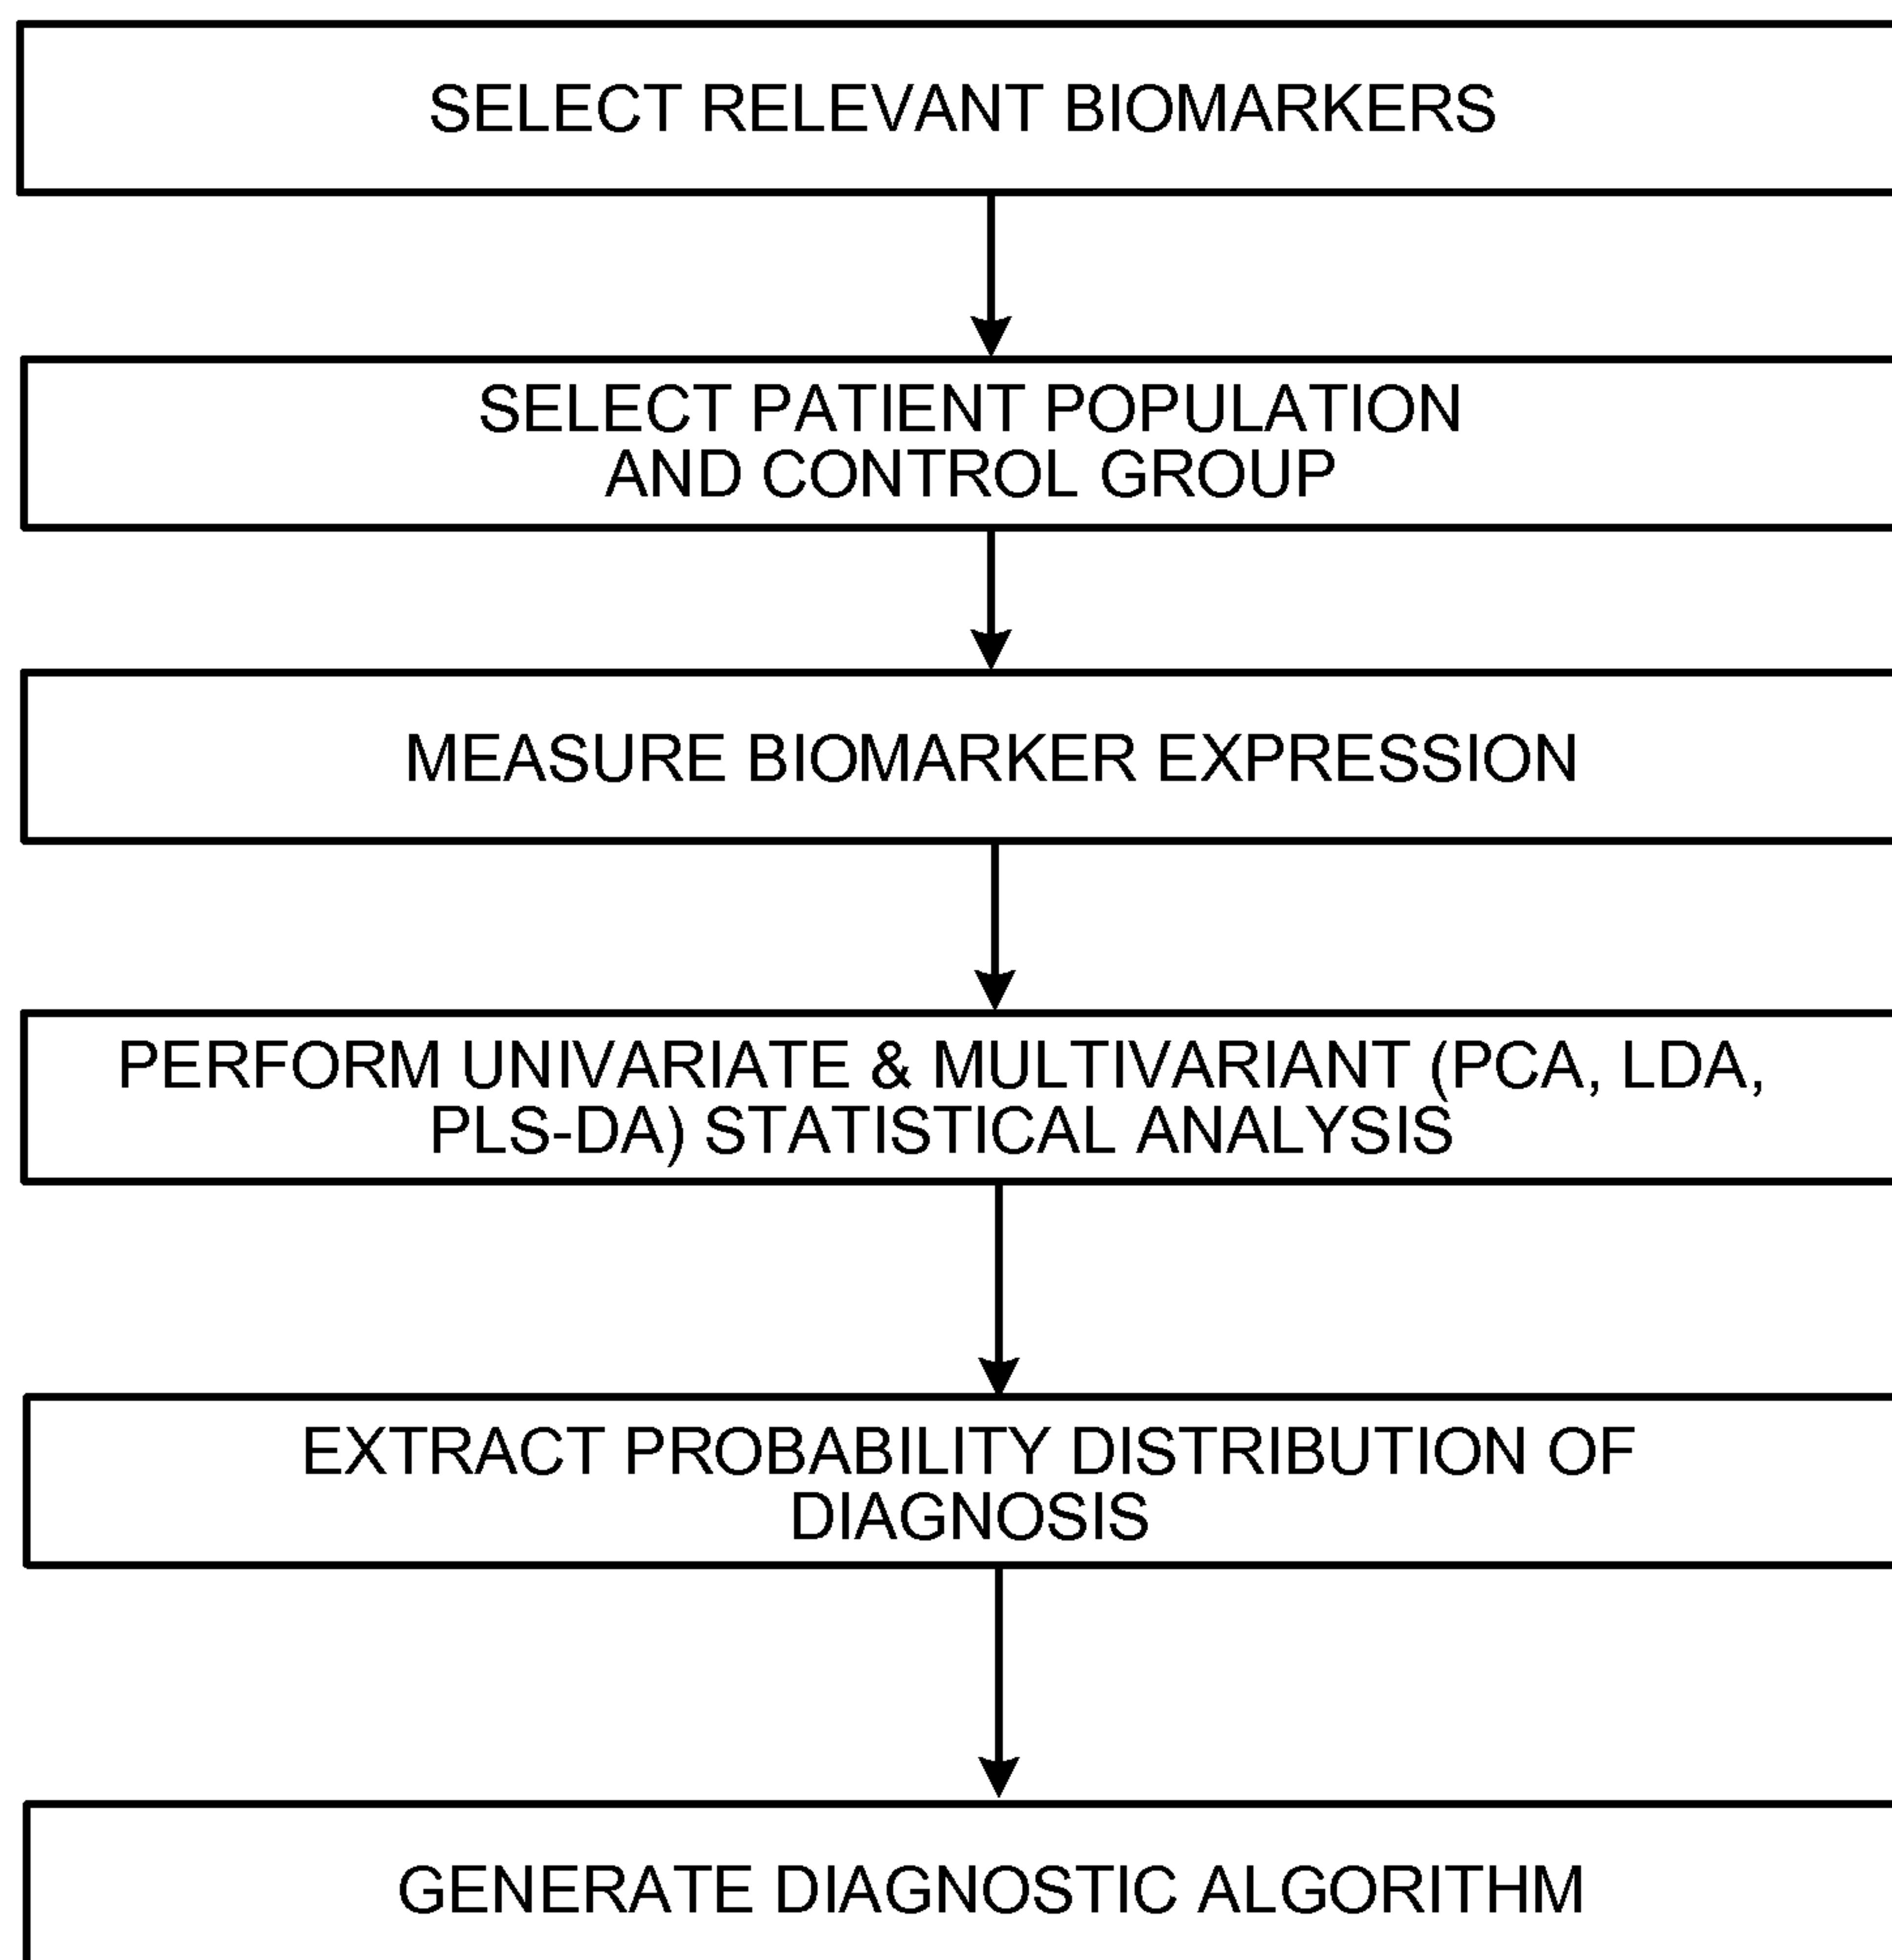 SELECT RELEVANT BIOMARKERS
SELECT PATIENT POPULATION
AND CONTROL GROUP
MEASURE BIOMARKER EXPRESSION
PERFORM UNIVARIATE & MULTIVARIANT (PCA, LDA,
PLS-DA) STATISTICAL ANALYSIS
EXTRACT PROBABILITY DISTRIBUTION OF
DIAGNOSIS
GENERATE DIAGNOSTIC ALGORITHM